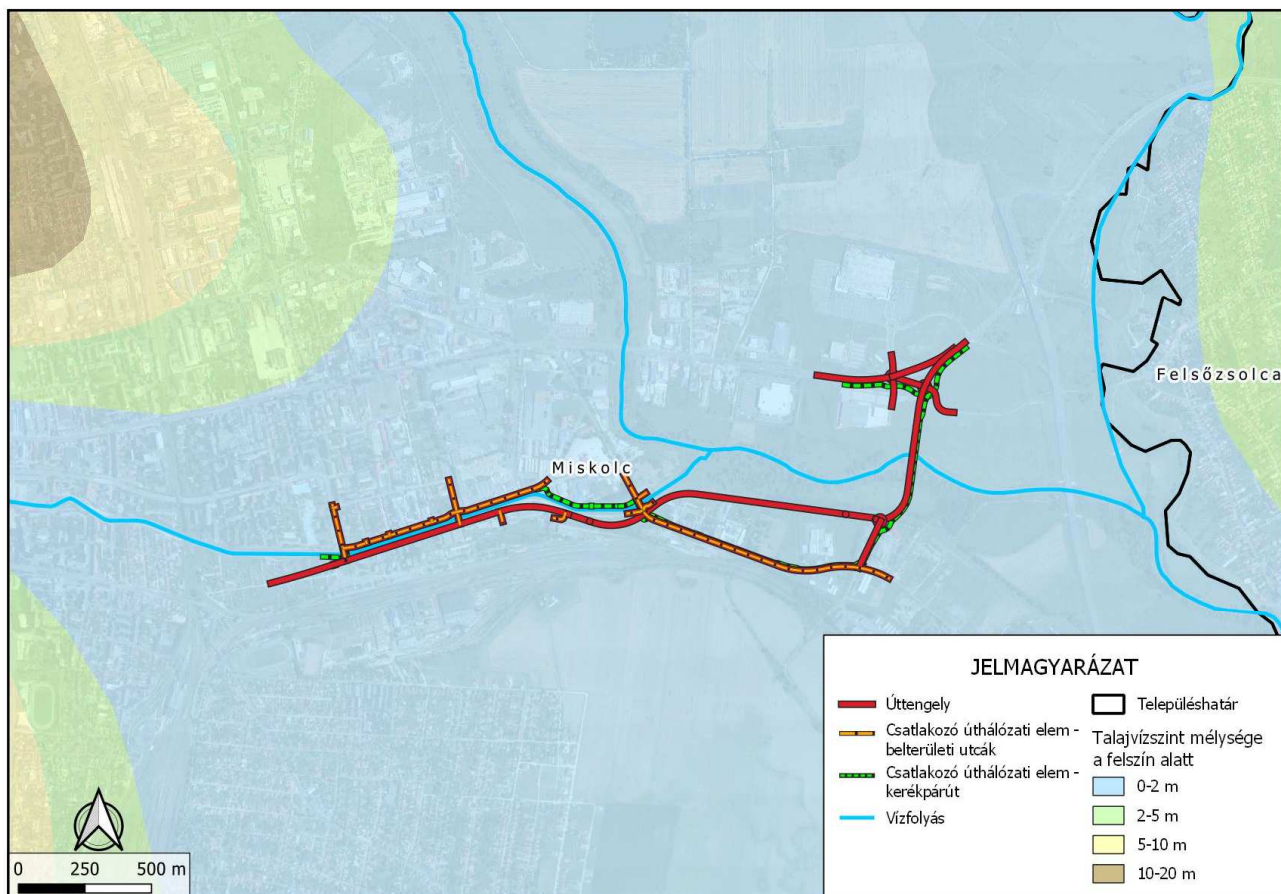 Felsőzsolca
Miskolc
JELMAGYARÁZAT
Úttengely
Csatlakozó úthálózati elem -
belterületi utcák
Csatlakozó úthálózati elem -
kerékpárút
Vízfolyás
Településhatár
Talajvízszint mélysége
a felszín alatt
0-2 m
2-5 m
5-10 m
10-20 m
0 250 500 m